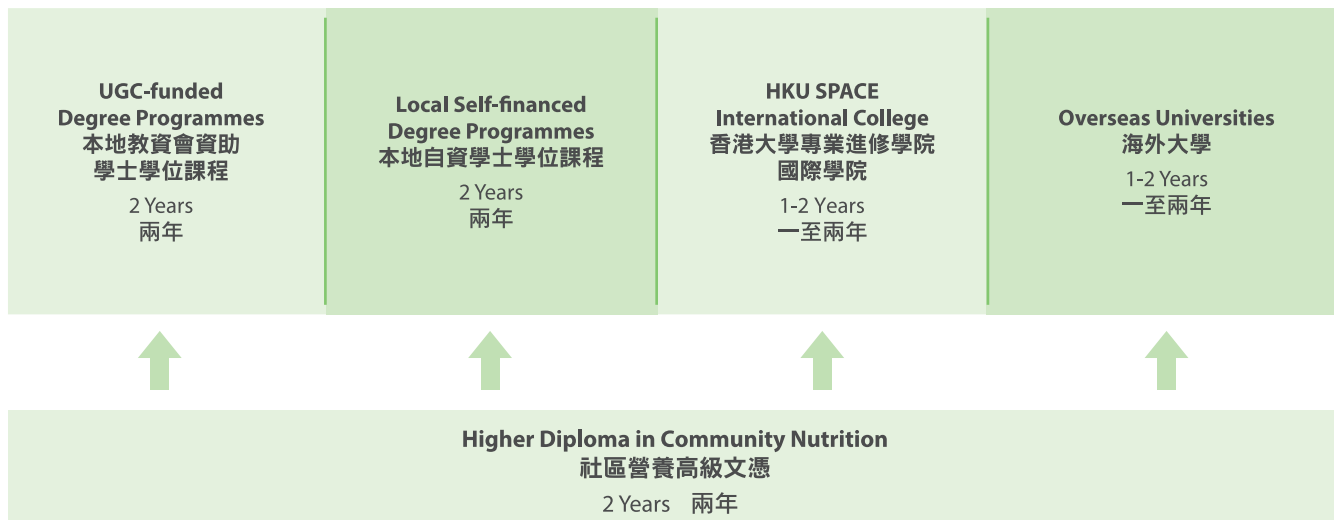 UGC-funded
Degree Programmes
本地教資會資助
學士學位課程
2 Years
兩年
Local Self-financed
Degree Programmes
本地自資學士學位課程
2 Years
兩年
HKU SPACE
International College
香港大學專業進修學院
國際學院
1-2 Years
一至兩年
Overseas Universities
海外大學
1-2 Years
一至兩年
Higher Diploma in Community Nutrition
社區營養高級文憑
2 Years 兩年